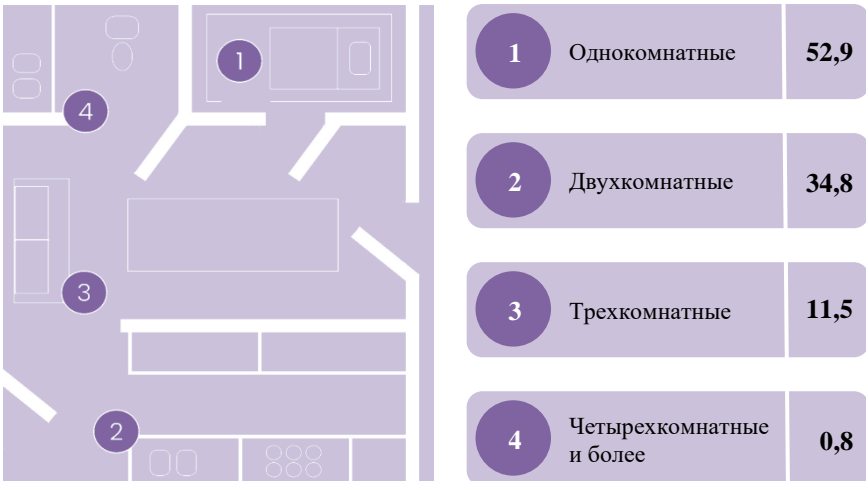 1
4
3
2
1 Однокомнатные 52,9
2 Двухкомнатные 34,8
3 Трехкомнатные 11,5
4 Четырехкомнатные
и более 0,8